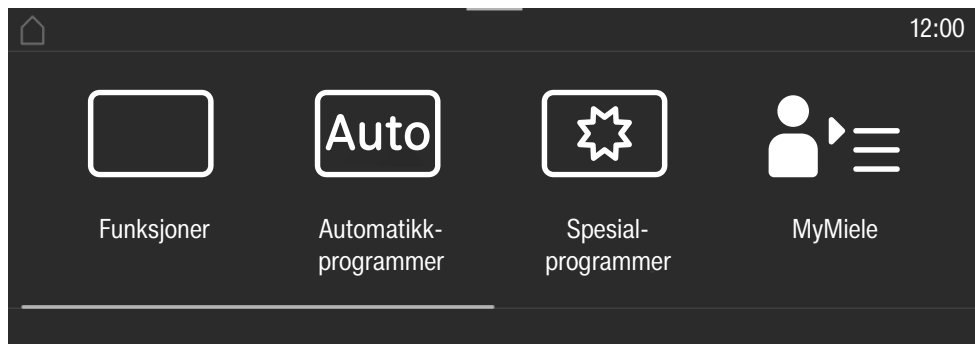 12:00
Auto
Funksjoner
Automatikk-
programmer
Spesial-
programmer
MyMiele